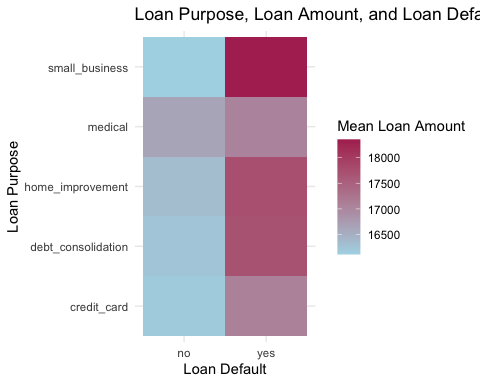 Loan Purpose, Loan Amount, and Loan Defa
small_business
medical
home_improvement
debt_consolidation
credit_card
Loan Purpose
no yes
Loan Default
Mean Loan Amount
18000
17500
17000
16500